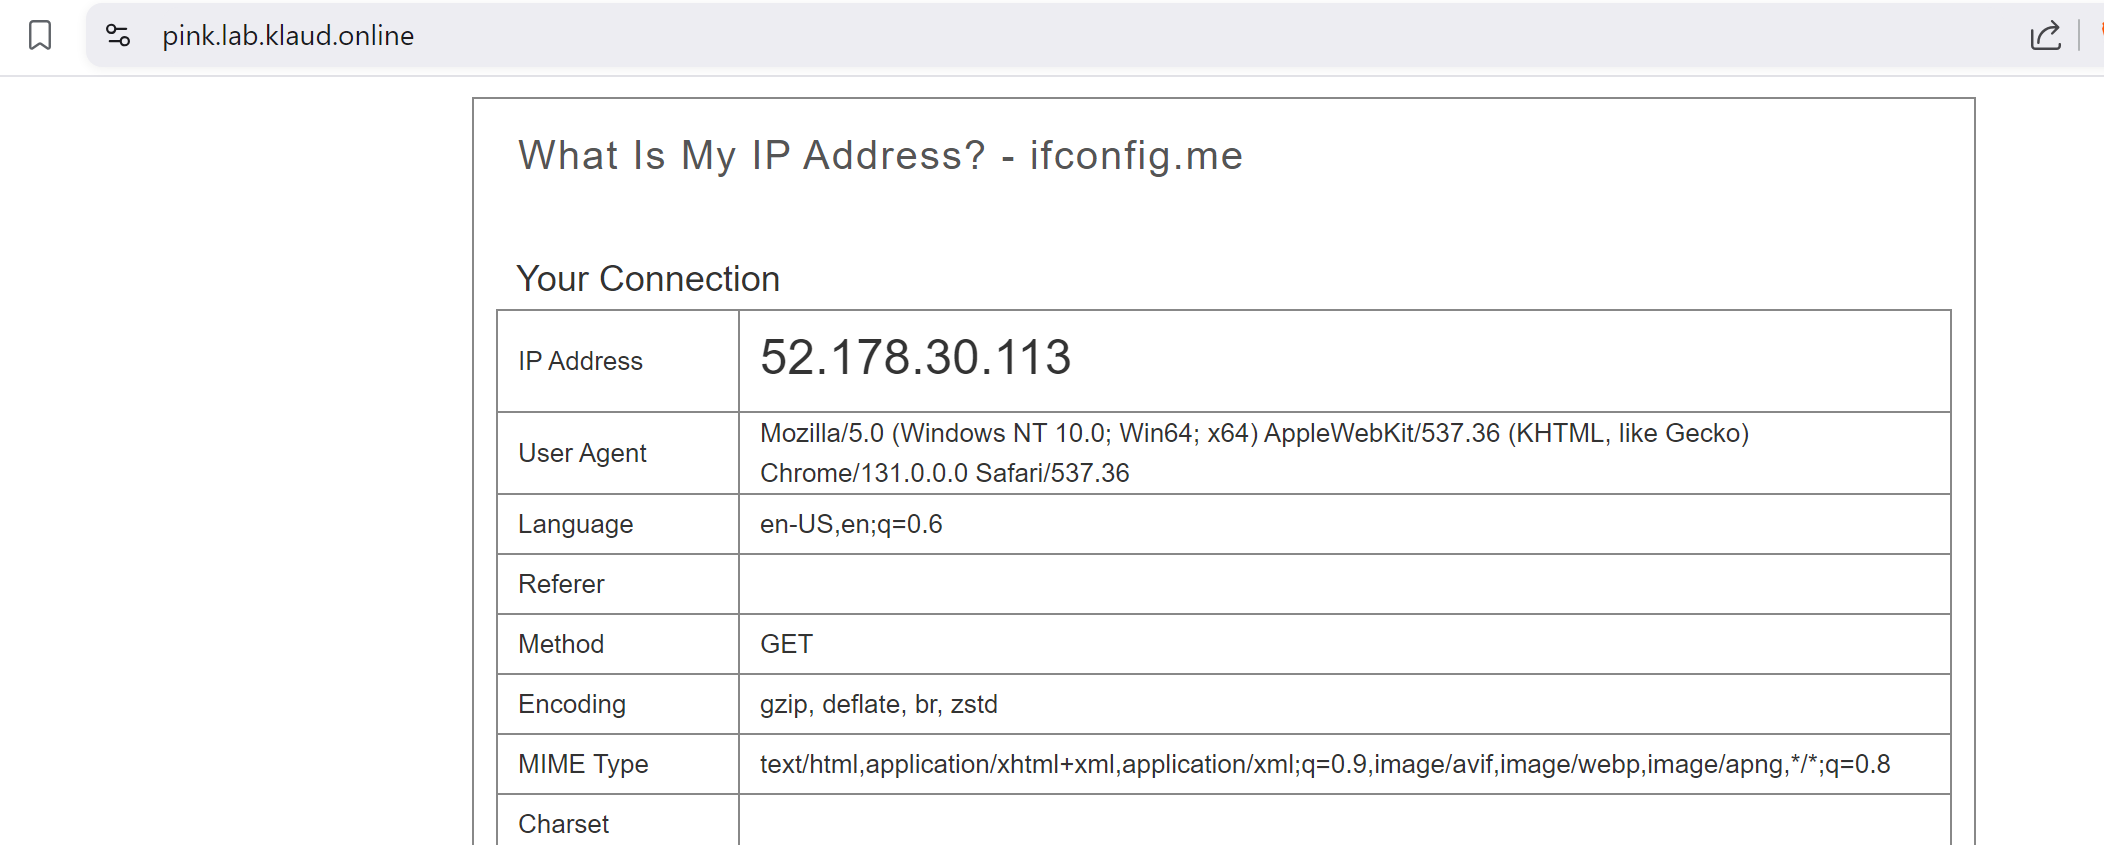 pink.lab.klaud.online
What Is My IP Address? - ifconfig.me
Your Connection
IP Address
52.178.30.113
User Agent
Mozilla/5.0 (Windows NT 10.0; Win64; x64) AppleWebKit/537.36 (KHTML, like Gecko)
Chrome/131.0.0.0 Safari/537.36
Language
en-US,en;q=0.6
Referer
Method
GET
Encoding
gzip, deflate, br, zstd
MIME Type
text/html,application/xhtml+xml,application/xml;q=0.9,image/avif,image/webp,image/apng,*/*;q=0.8
Charset